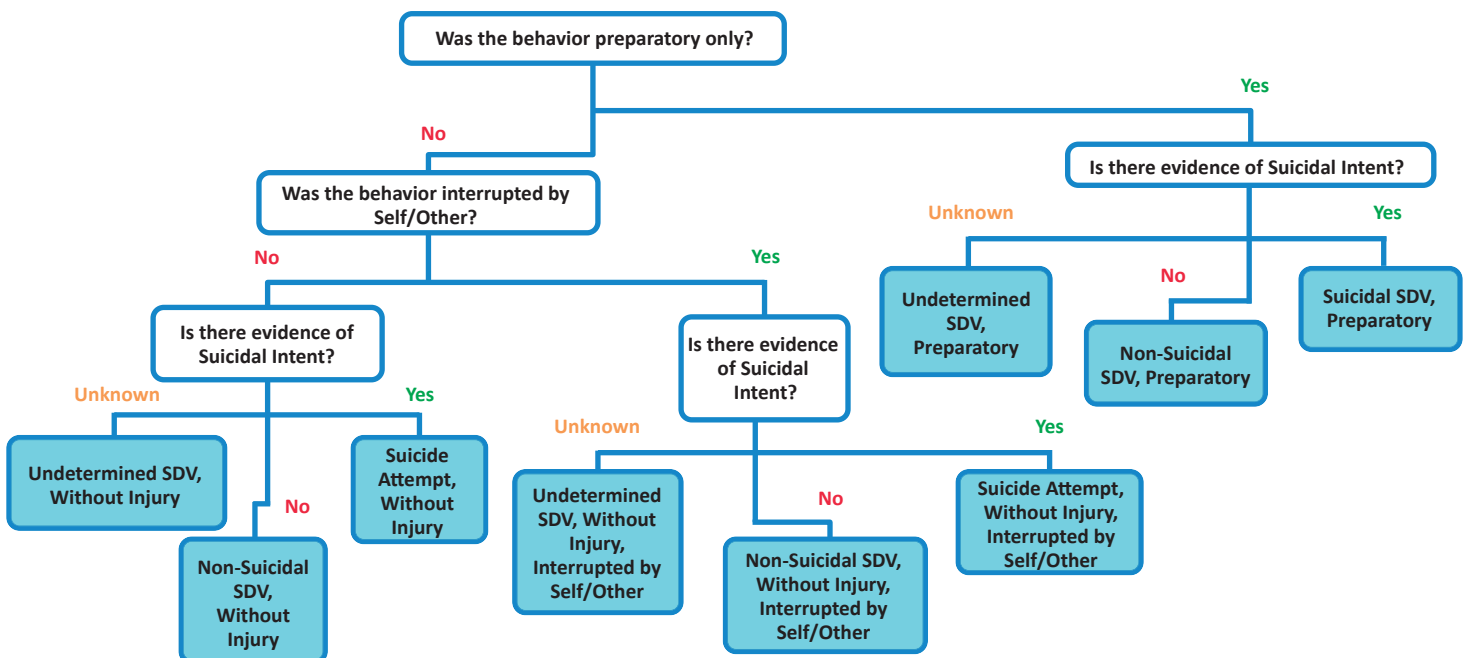 Was the behavior preparatory only?
Yes
No
Is there evidence of Suicidal Intent?
Was the behavior interrupted by
Self/Other?
Unknown
Yes
No
Yes
No
Undetermined
SDV,
Preparatory
Suicidal SDV,
Preparatory
Non-Suicidal
SDV, Preparatory
Is there evidence of
Suicidal Intent?
Is there evidence
of Suicidal
Intent?
Unknown
Yes
Unknown
Yes
Undetermined SDV,
Without Injury
Suicide
Attempt,
Without
Injury
No
Non-Suicidal
SDV,
Without
Injury
Undetermined
SDV, Without
Injury,
Interrupted by
Self/Other
No
Non-Suicidal SDV,
Without Injury,
Interrupted by
Self/Other
Suicide Attempt,
Without Injury,
Interrupted by
Self/Other